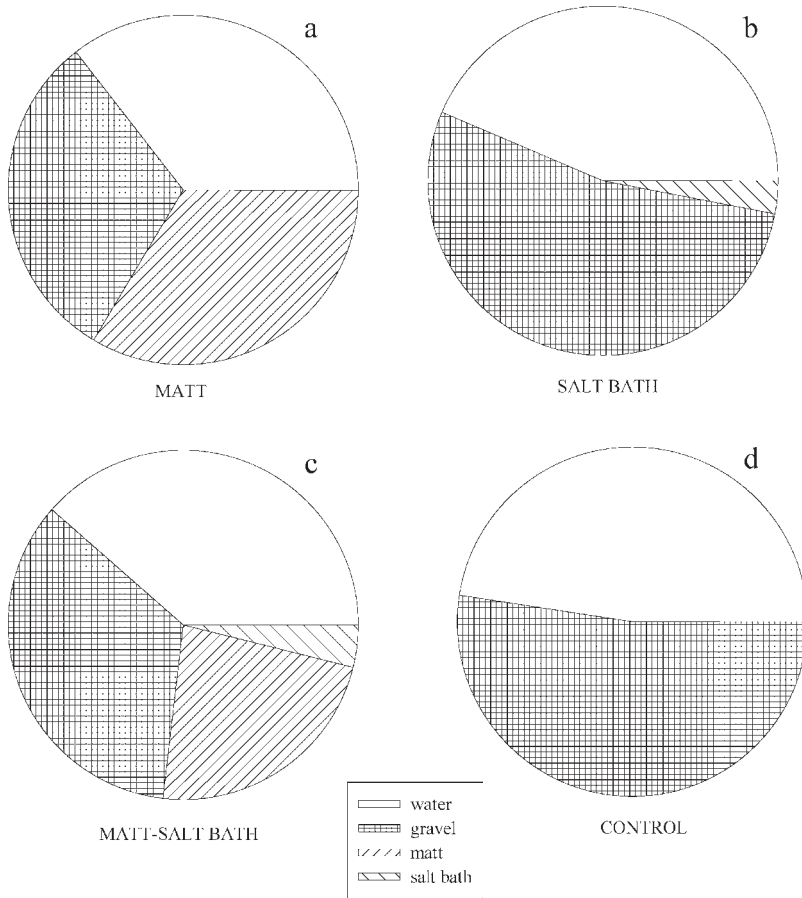 a
MATT
b
SALT BATH
c
MATT-SALT BATH
d
CONTROL
water
gravel
matt
salt bath